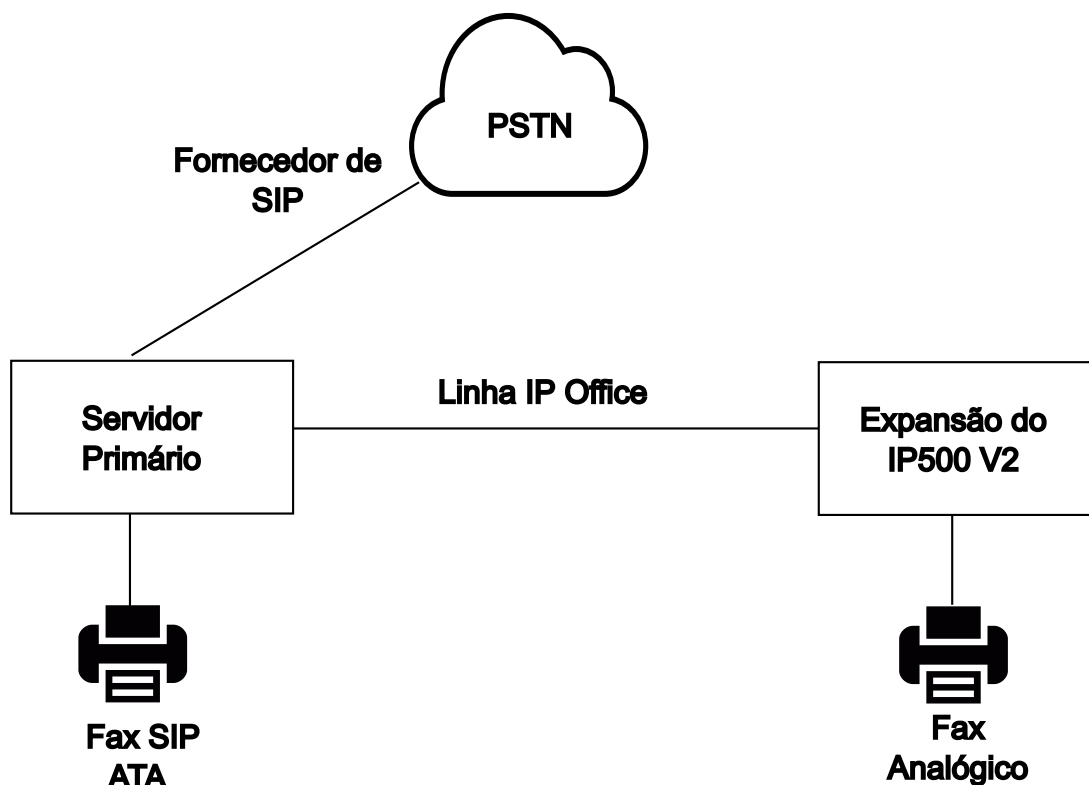 PSTN
Fornecedor de
SIP
Linha IP Office
Servidor
Primário
Expansão do
IP500 V2
Fax SIP
ATA
Fax
Analógico